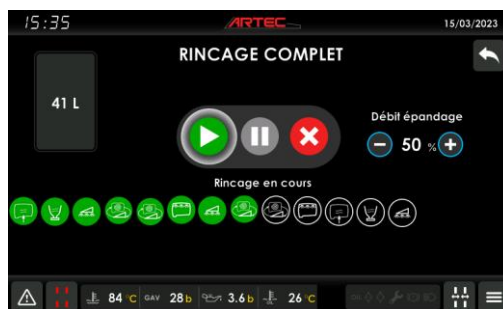 15:35
ARTEC
15/03/2023
RINCAGE COMPLET
41 L
Débit épandage
50 %
Rincage en cours
84 °C GAV 28 b 3.6 b 26 °C